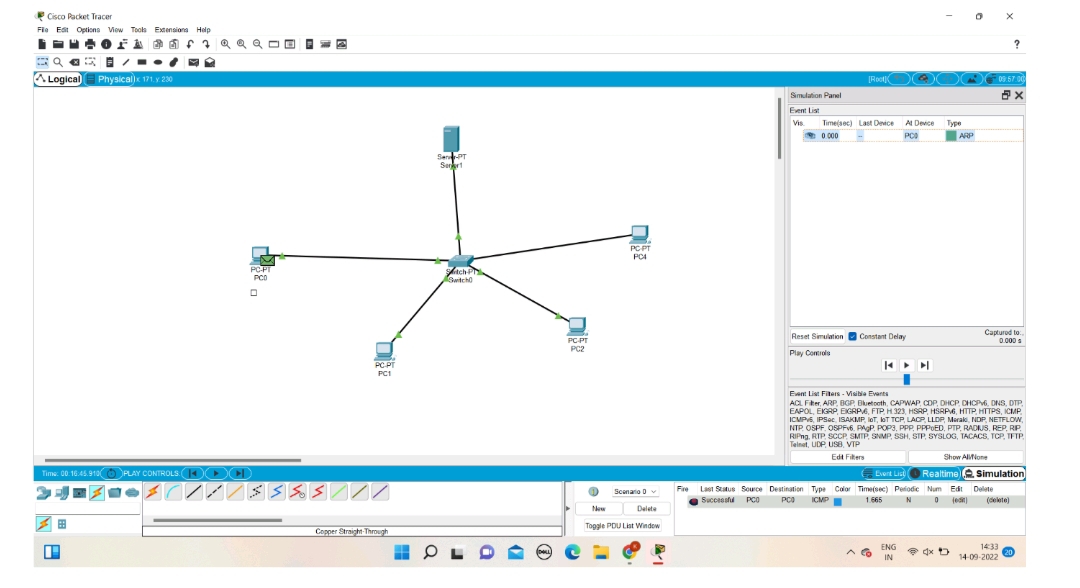 Cisco Packet Tracer
File Edit Options View Tools Extensions Help
?
Logical Physical x: 171, y: 230 [Root] 09:57:00
Simulation Panel
Event List
Vis. Time(sec) Last Device At Device Type
0.000 -- PC0 ARP
Server-PT
Server1
PC-PT
PC4
PC-PT
PC0
Switch-PT
Switch0
PC-PT
PC2
PC-PT
PC1
Reset Simulation Constant Delay Captured to:
0.000 s
Play Controls
Event List Filters - Visible Events
ACL Filter, ARP, BGP, Bluetooth, CAPWAP, CDP, DHCP, DHCPv6, DNS, DTP,
EAPOL, EIGRP, EIGRPv6, FTP, H.323, HSRP, HSRPv6, HTTP, HTTPS, ICMP,
ICMPv6, IPSec, ISAKMP, IoT, IoT TCP, LACP, LLDP, Meraki, NDP, NETFLOW,
NTP, OSPF, OSPFv6, PAgP, POP3, PPP, PPPoED, PTP, RADIUS, REP, RIP,
RIPng, RTP, SCCP, SMTP, SNMP, SSH, STP, SYSLOG, TACACS, TCP, TFTP,
Telnet, UDP, USB, VTP
Edit Filters Show All/None
Time: 00:16:45.910 PLAY CONTROLS: Event List Realtime Simulation
Scenario 0
New Delete
Toggle PDU List Window
Fire Last Status Source Destination Type Color Time(sec) Periodic Num Edit Delete
Successful PC0 PC0 ICMP 1.665 N 0 (edit) (delete)
Copper Straight-Through
DELL
ENG
IN
14:33
14-09-2022
20